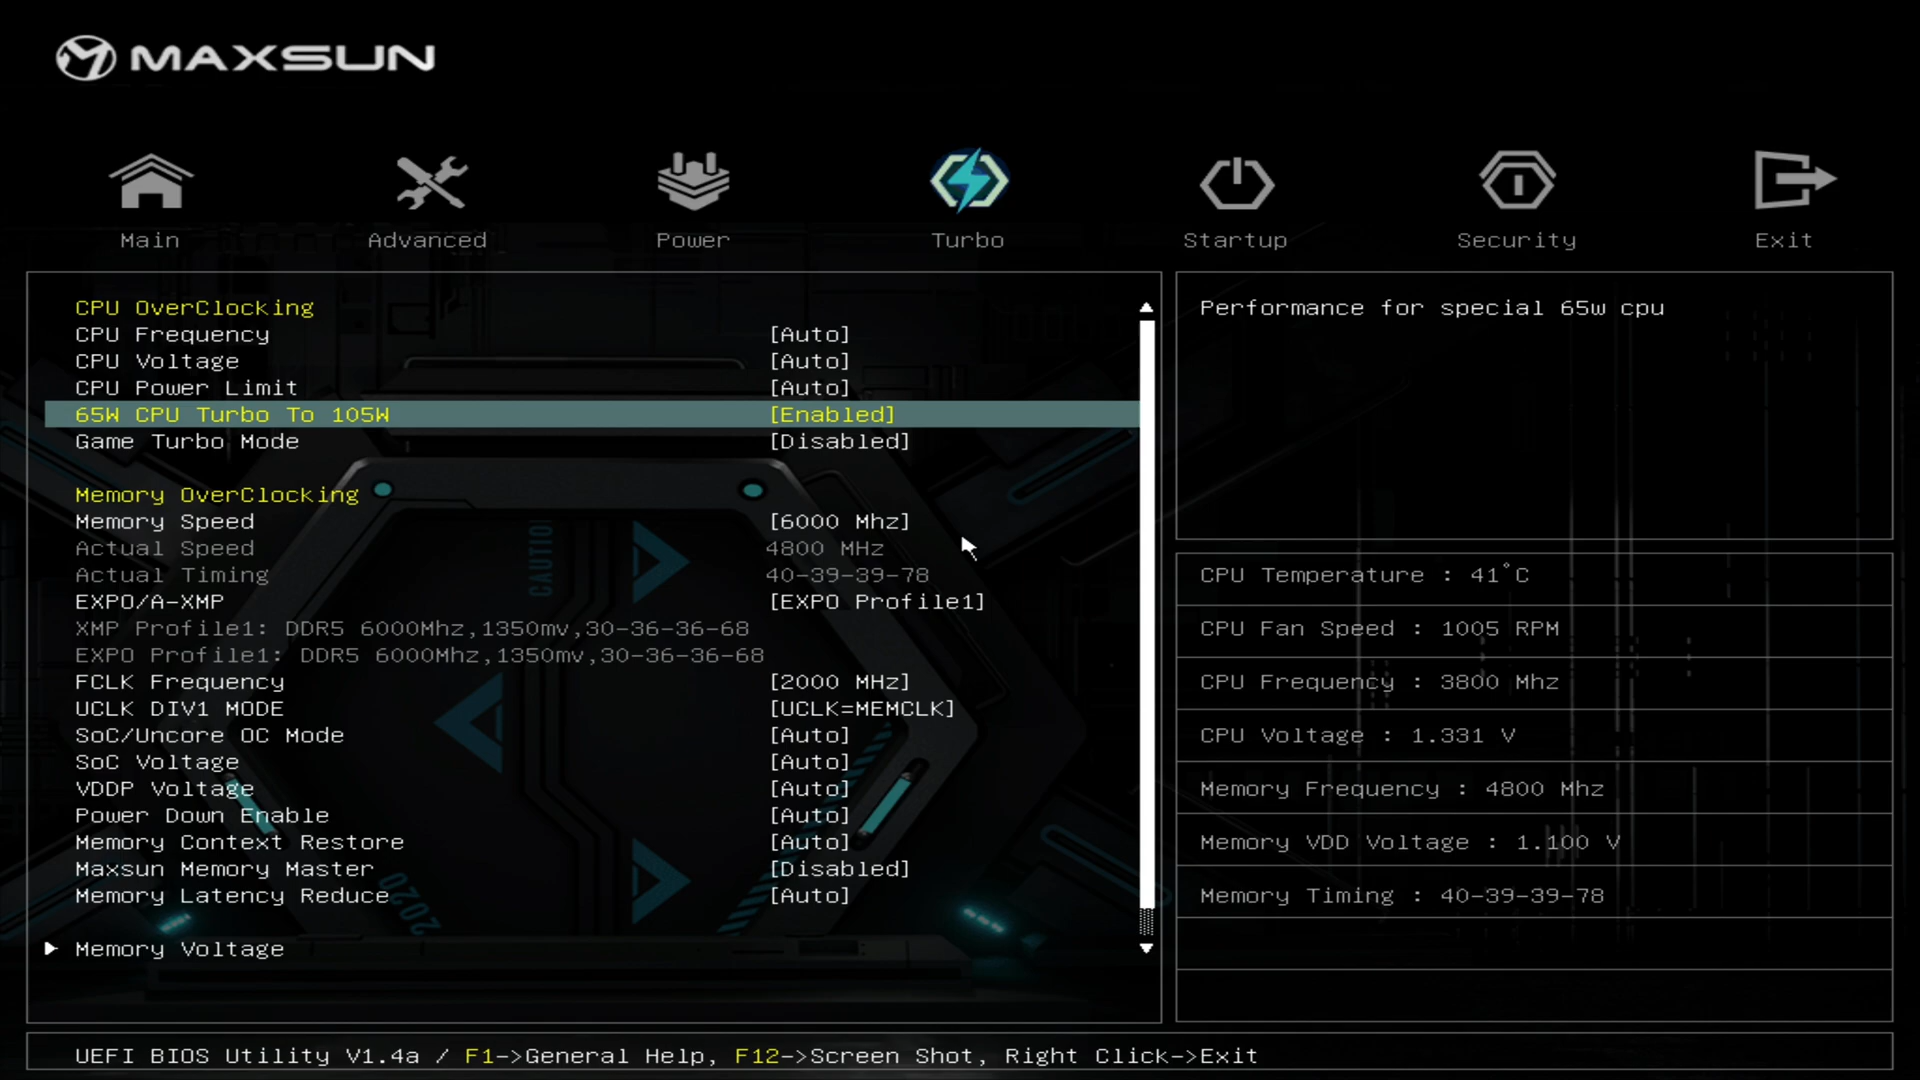 MAXSUN
Main Advanced Power Turbo Startup Security Exit
CPU OverClocking
CPU Frequency [Auto]
CPU Voltage [Auto]
CPU Power Limit [Auto]
65W CPU Turbo To 105W [Enabled]
Game Turbo Mode [Disabled]
Memory OverClocking
Memory Speed [6000 Mhz]
Actual Speed 4800 MHz
Actual Timing 40-39-39-78
EXPO/A-XMP [EXPO Profile1]
XMP Profile1: DDR5 6000Mhz,1350mv,30-36-36-68
EXPO Profile1: DDR5 6000Mhz,1350mv,30-36-36-68
FCLK Frequency [2000 MHz]
UCLK DIV1 MODE [UCLK=MEMCLK]
SoC/Uncore OC Mode [Auto]
SoC Voltage [Auto]
VDDP Voltage [Auto]
Power Down Enable [Auto]
Memory Context Restore [Auto]
Maxsun Memory Master [Disabled]
Memory Latency Reduce [Auto]
Memory Voltage
CAUTION
2020
Performance for special 65w cpu
CPU Temperature : 41°C
CPU Fan Speed : 1005 RPM
CPU Frequency : 3800 Mhz
CPU Voltage : 1.331 V
Memory Frequency : 4800 Mhz
Memory VDD Voltage : 1.100 V
Memory Timing : 40-39-39-78
UEFI BIOS Utility V1.4a / F1->General Help, F12->Screen Shot, Right Click->Exit